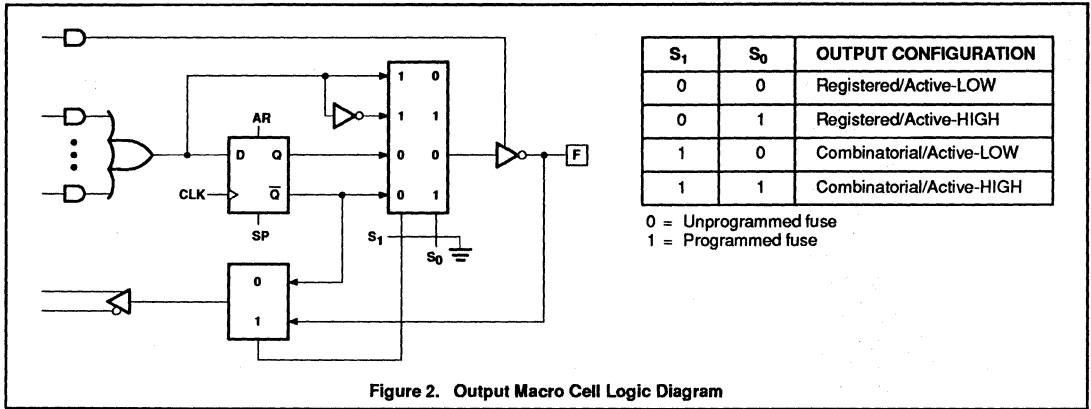 AR
D Q
CLK
Q
SP
1 0
1 1
0 0
0 1
S1
S0
F
0
1
S1 S0 OUTPUT CONFIGURATION
0 0 Registered/Active-LOW
0 1 Registered/Active-HIGH
1 0 Combinatorial/Active-LOW
1 1 Combinatorial/Active-HIGH
0 = Unprogrammed fuse
1 = Programmed fuse
Figure 2. Output Macro Cell Logic Diagram